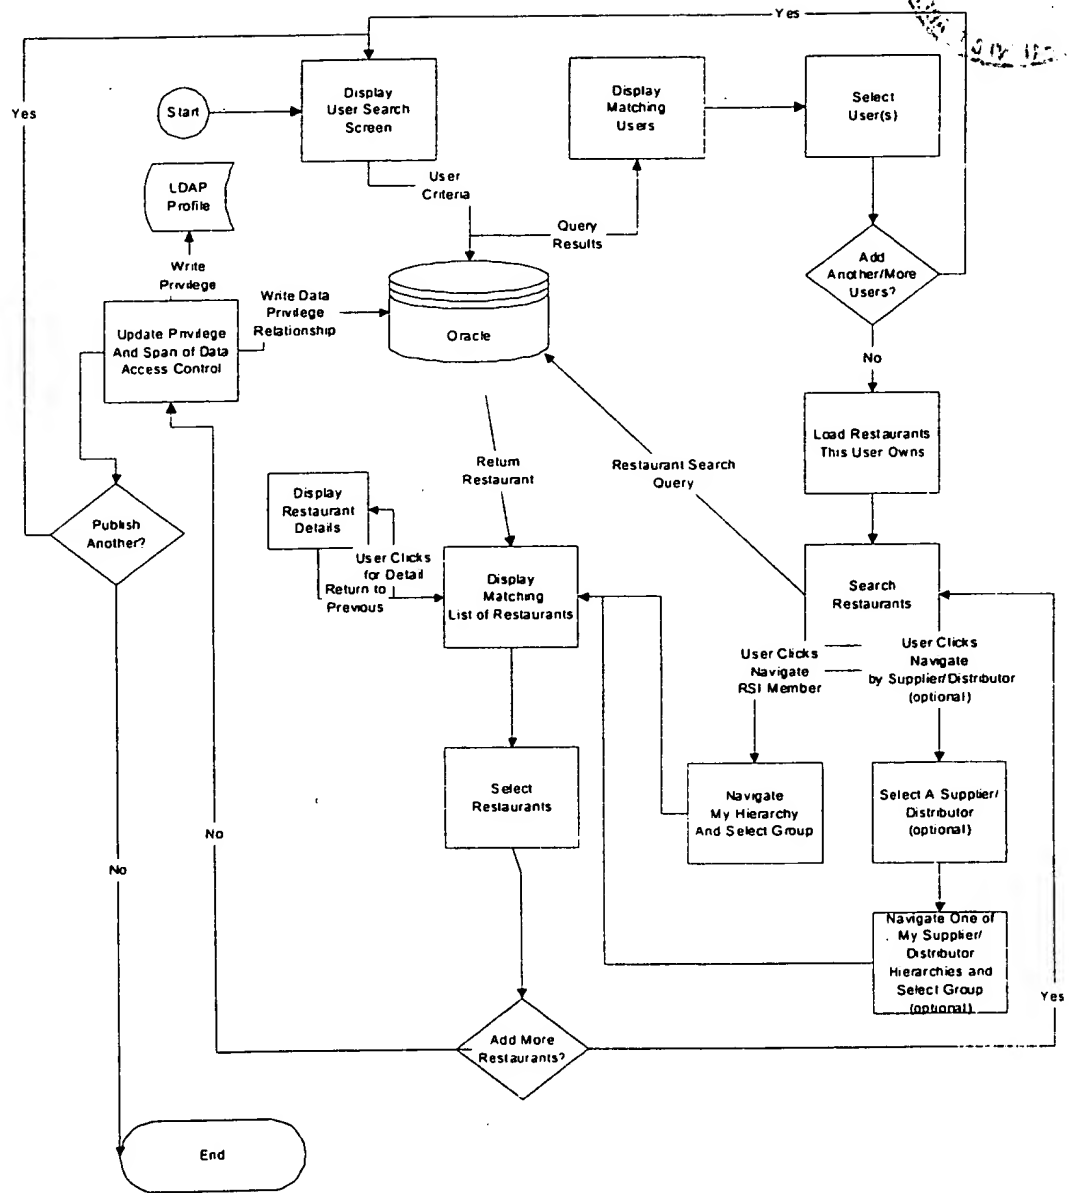 Yes
Yes
Start
Display
User Search
Screen
Display
Matching
Users
Select
User(s)
LDAP
Profile
User
Criteria
Query
Results
Write
Privilege
Write Data
Privilege
Relationship
Add
Another/More
Users?
Oracle
Update Privilege
And Span of Data
Access Control
No
Load Restaurants
This User Owns
Return
Restaurant
Restaurant Search
Query
Display
Restaurant
Details
Publish
Another?
User Clicks
for Detail
Return to
Previous
Display
Matching
List of Restaurants
Search
Restaurants
User Clicks
Navigate
RSI Member
User Clicks
Navigate
by Supplier/Distributor
(optional)
Select
Restaurants
Navigate
My Hierarchy
And Select Group
Select A Supplier/
Distributor
(optional)
No
No
Navigate One of
My Supplier/
Distributor
Hierarchies and
Select Group
(optional)
Yes
Add More
Restaurants?
End